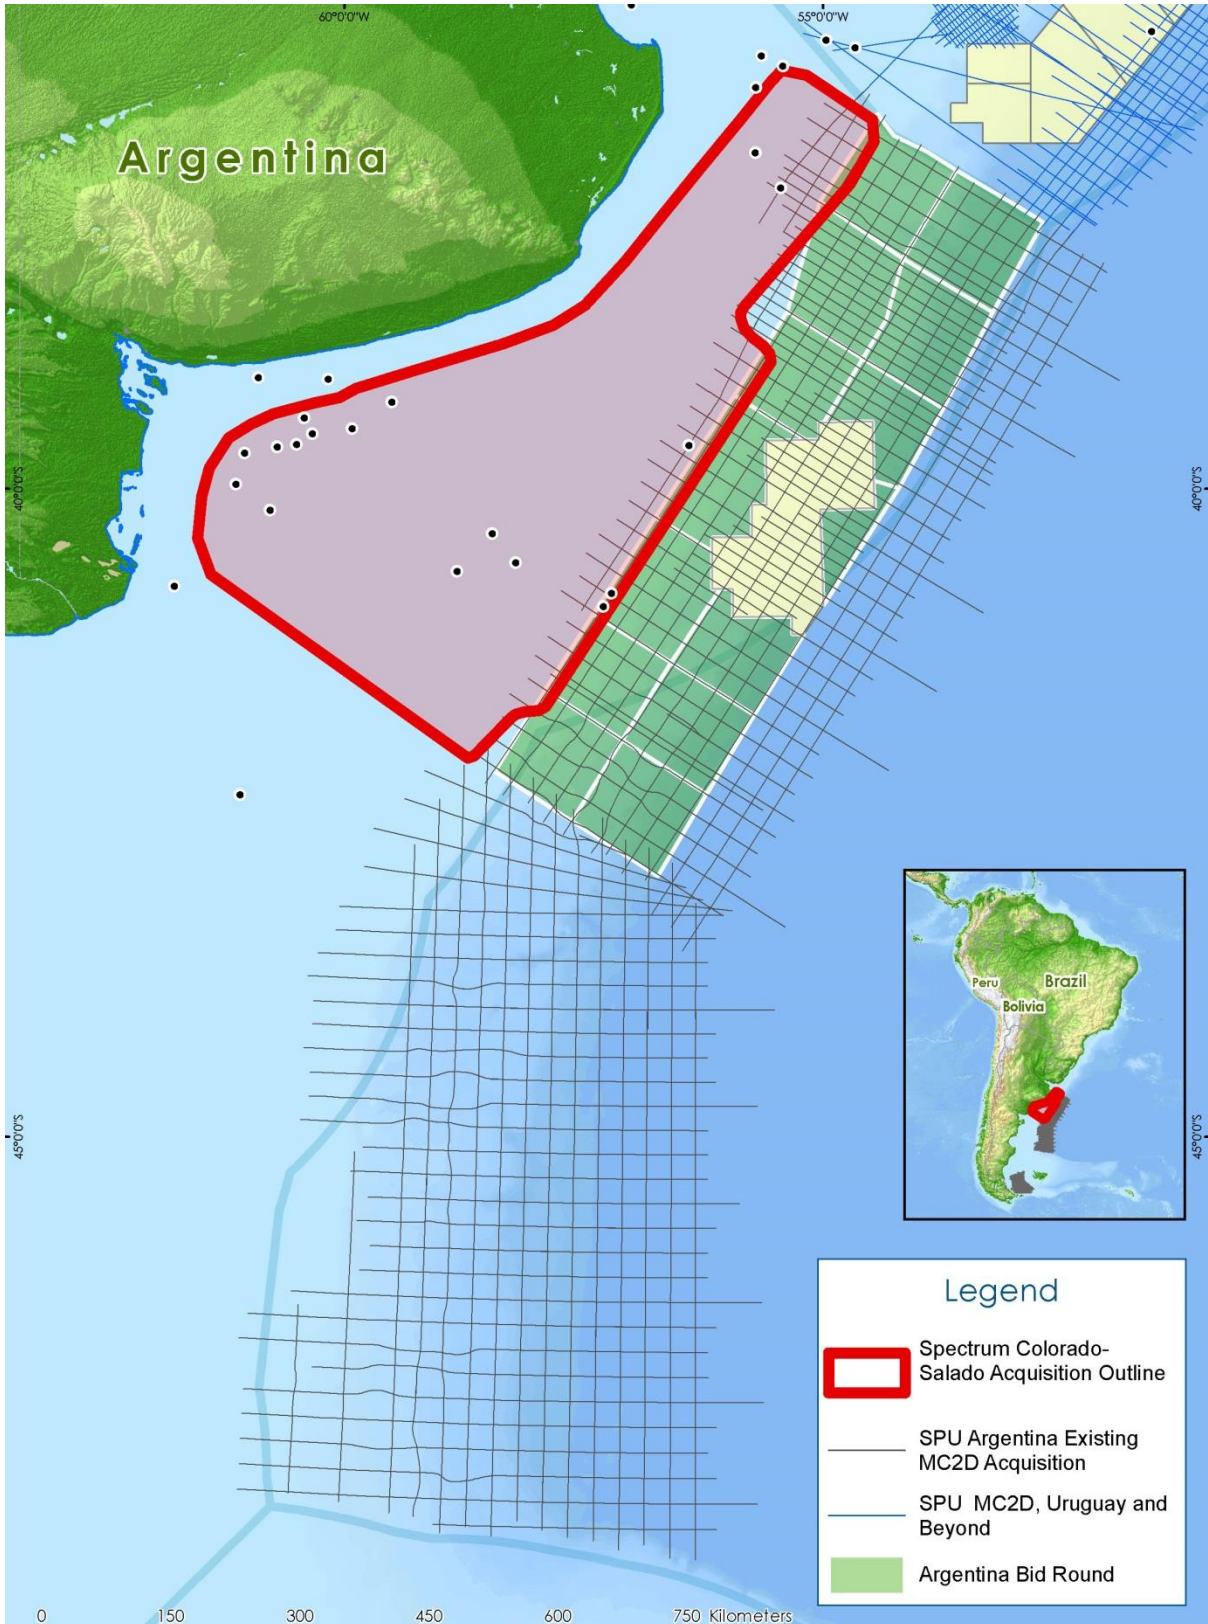 60°0'0"W
55°0'0"W
Argentina
40°0'0"S
40°0'0"S
45°0'0"S
45°0'0"S
Peru
Brazil
Bolivia
Legend
Spectrum Colorado-
Salado Acquisition Outline
SPU Argentina Existing
MC2D Acquisition
SPU MC2D, Uruguay and
Beyond
Argentina Bid Round
0 150 300 450 600 750 Kilometers